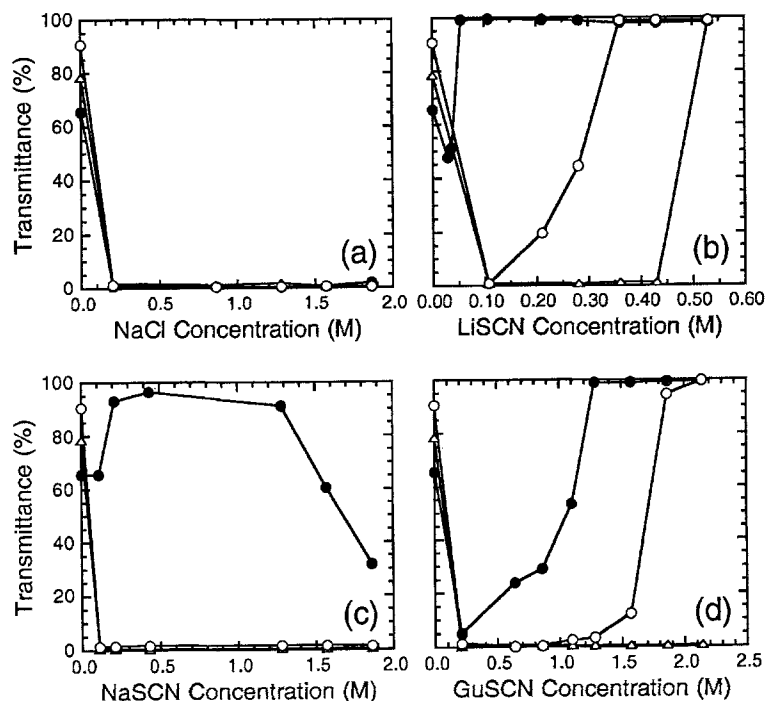 Transmittance (%)
100
80
60
40
20
0
0.0 0.5 1.0 1.5 2.0
NaCl Concentration (M)
(a)
0.00 0.10 0.20 0.30 0.40 0.50 0.60
LiSCN Concentration (M)
(b)
Transmittance (%)
100
80
60
40
20
0
0.0 0.5 1.0 1.5 2.0
NaSCN Concentration (M)
(c)
0.0 0.5 1.0 1.5 2.0 2.5
GuSCN Concentration (M)
(d)